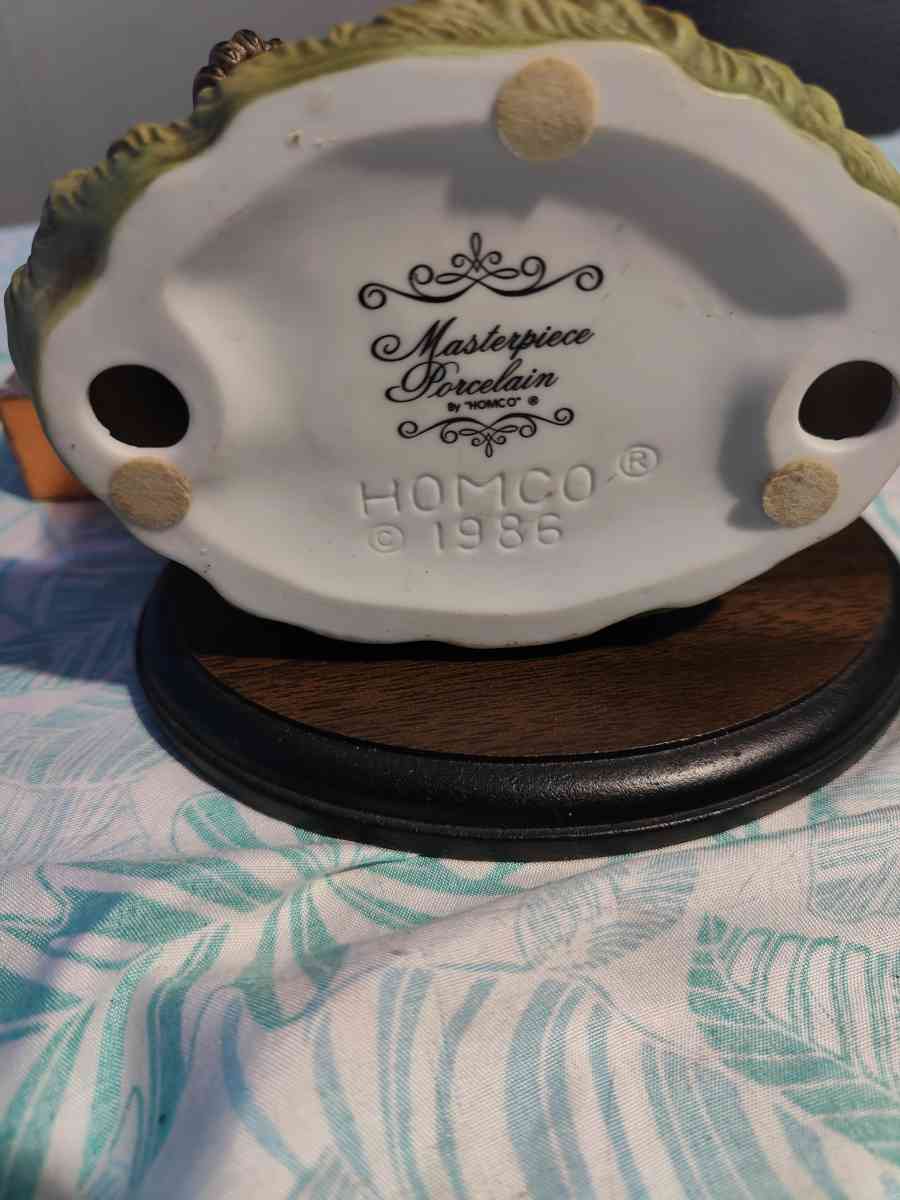 Masterpiece
Porcelain
By "HOMCO" ®
HOMCO ®
© 1986